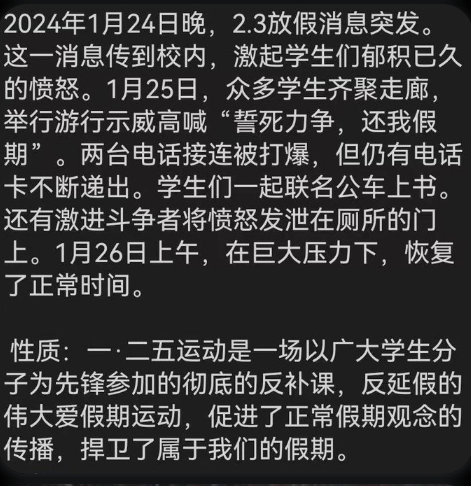 2024年1月24日晚，2.3放假消息突发。
这一消息传到校内，激起学生们郁积已久
的愤怒。1月25日，众多学生齐聚走廊，
举行游行示威高喊“誓死力争，还我假
期”。两台电话接连被打爆，但仍有电话
卡不断递出。学生们一起联名公车上书。
还有激进斗争者将愤怒发泄在厕所的门
上。1月26日上午，在巨大压力下，恢复
了正常时间。
性质：一·二五运动是一场以广大学生分
子为先锋参加的彻底的反补课，反延假的
伟大爱假期运动，促进了正常假期观念的
传播，捍卫了属于我们的假期。